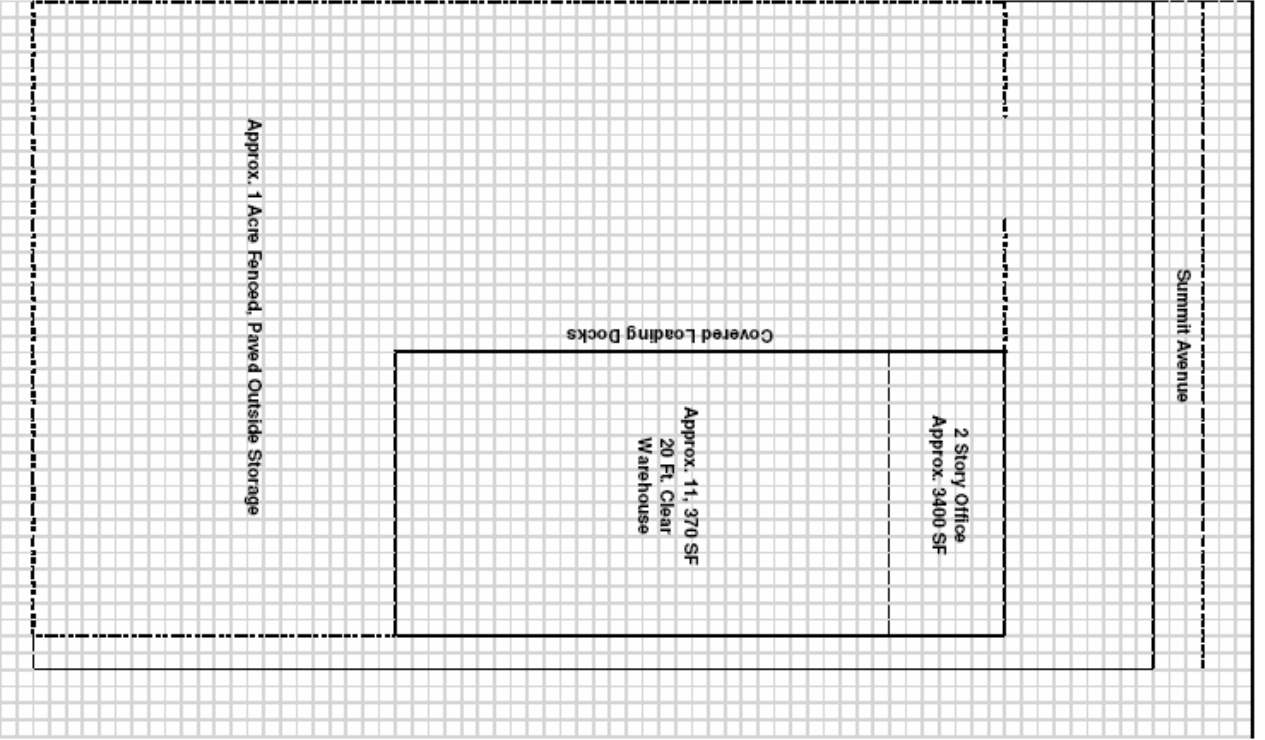 Approx. 1 Acre Fenced, Paved Outside Storage
Covered Loading Docks
Approx. 11, 370 SF
20 Ft. Clear
Warehouse
2 Story Office
Approx. 3400 SF
Summit Avenue